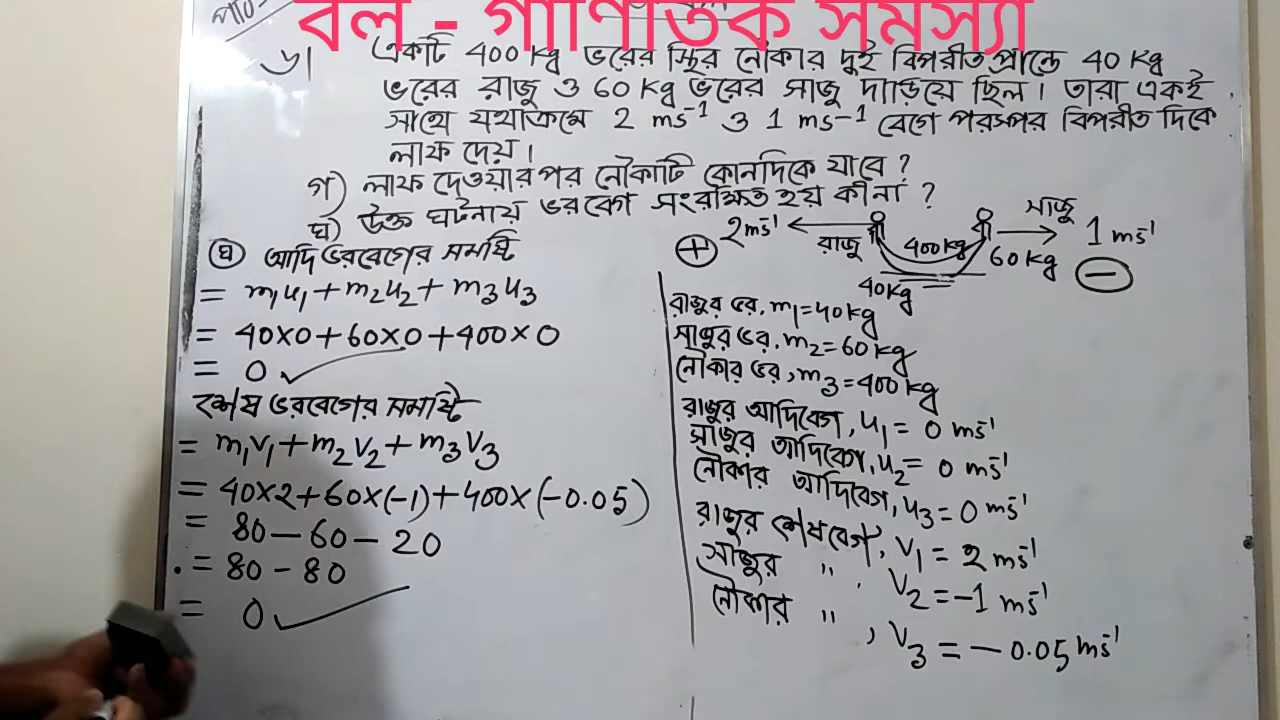 বল - গাণিতিক সমস্যা
৮। একটি 400 kg ভরের স্থির নৌকার দুই বিপরীত প্রান্তে 40 kg
ভরের রাজু ও 60 kg ভরের সাজু দাড়িয়ে ছিল। তারা একই
সাথে যথাক্রমে 2 ms⁻¹ ও 1 ms⁻¹ বেগে পরস্পর বিপরীত দিকে
লাফ দেয়।
গ) লাফ দেওয়ার পর নৌকাটি কোনদিকে যাবে?
ঘ) উক্ত ঘটনায় ভরবেগ সংরক্ষিত হয় কীনা?
ঘ আদি ভরবেগের সমষ্টি
= m₁u₁+m₂u₂+ m₃u₃
= 40×0+60×0+400×0
= 0
শেষ ভরবেগের সমষ্টি
= m₁v₁+m₂v₂+m₃v₃
= 40×2+60×(-1)+400×(-0.05)
= 80-60-20
= 80-80
= 0
সাজু
+ 2ms⁻¹ রাজু 400kg 1 ms⁻¹
60 kg -
40kg
রাজুর ভর, m₁=40kg
সাজুর ভর, m₂=60kg
নৌকার ভর, m₃=400kg
রাজুর আদিবেগ, u₁= 0 ms⁻¹
সাজুর আদিবেগ, u₂= 0 ms⁻¹
নৌকার আদিবেগ, u₃=0 ms⁻¹
রাজুর শেষবেগ, v₁ = 2 ms⁻¹
সাজুর ,, , v₂=-1 ms⁻¹
নৌকার ,, , v₃ = -0.05 ms⁻¹